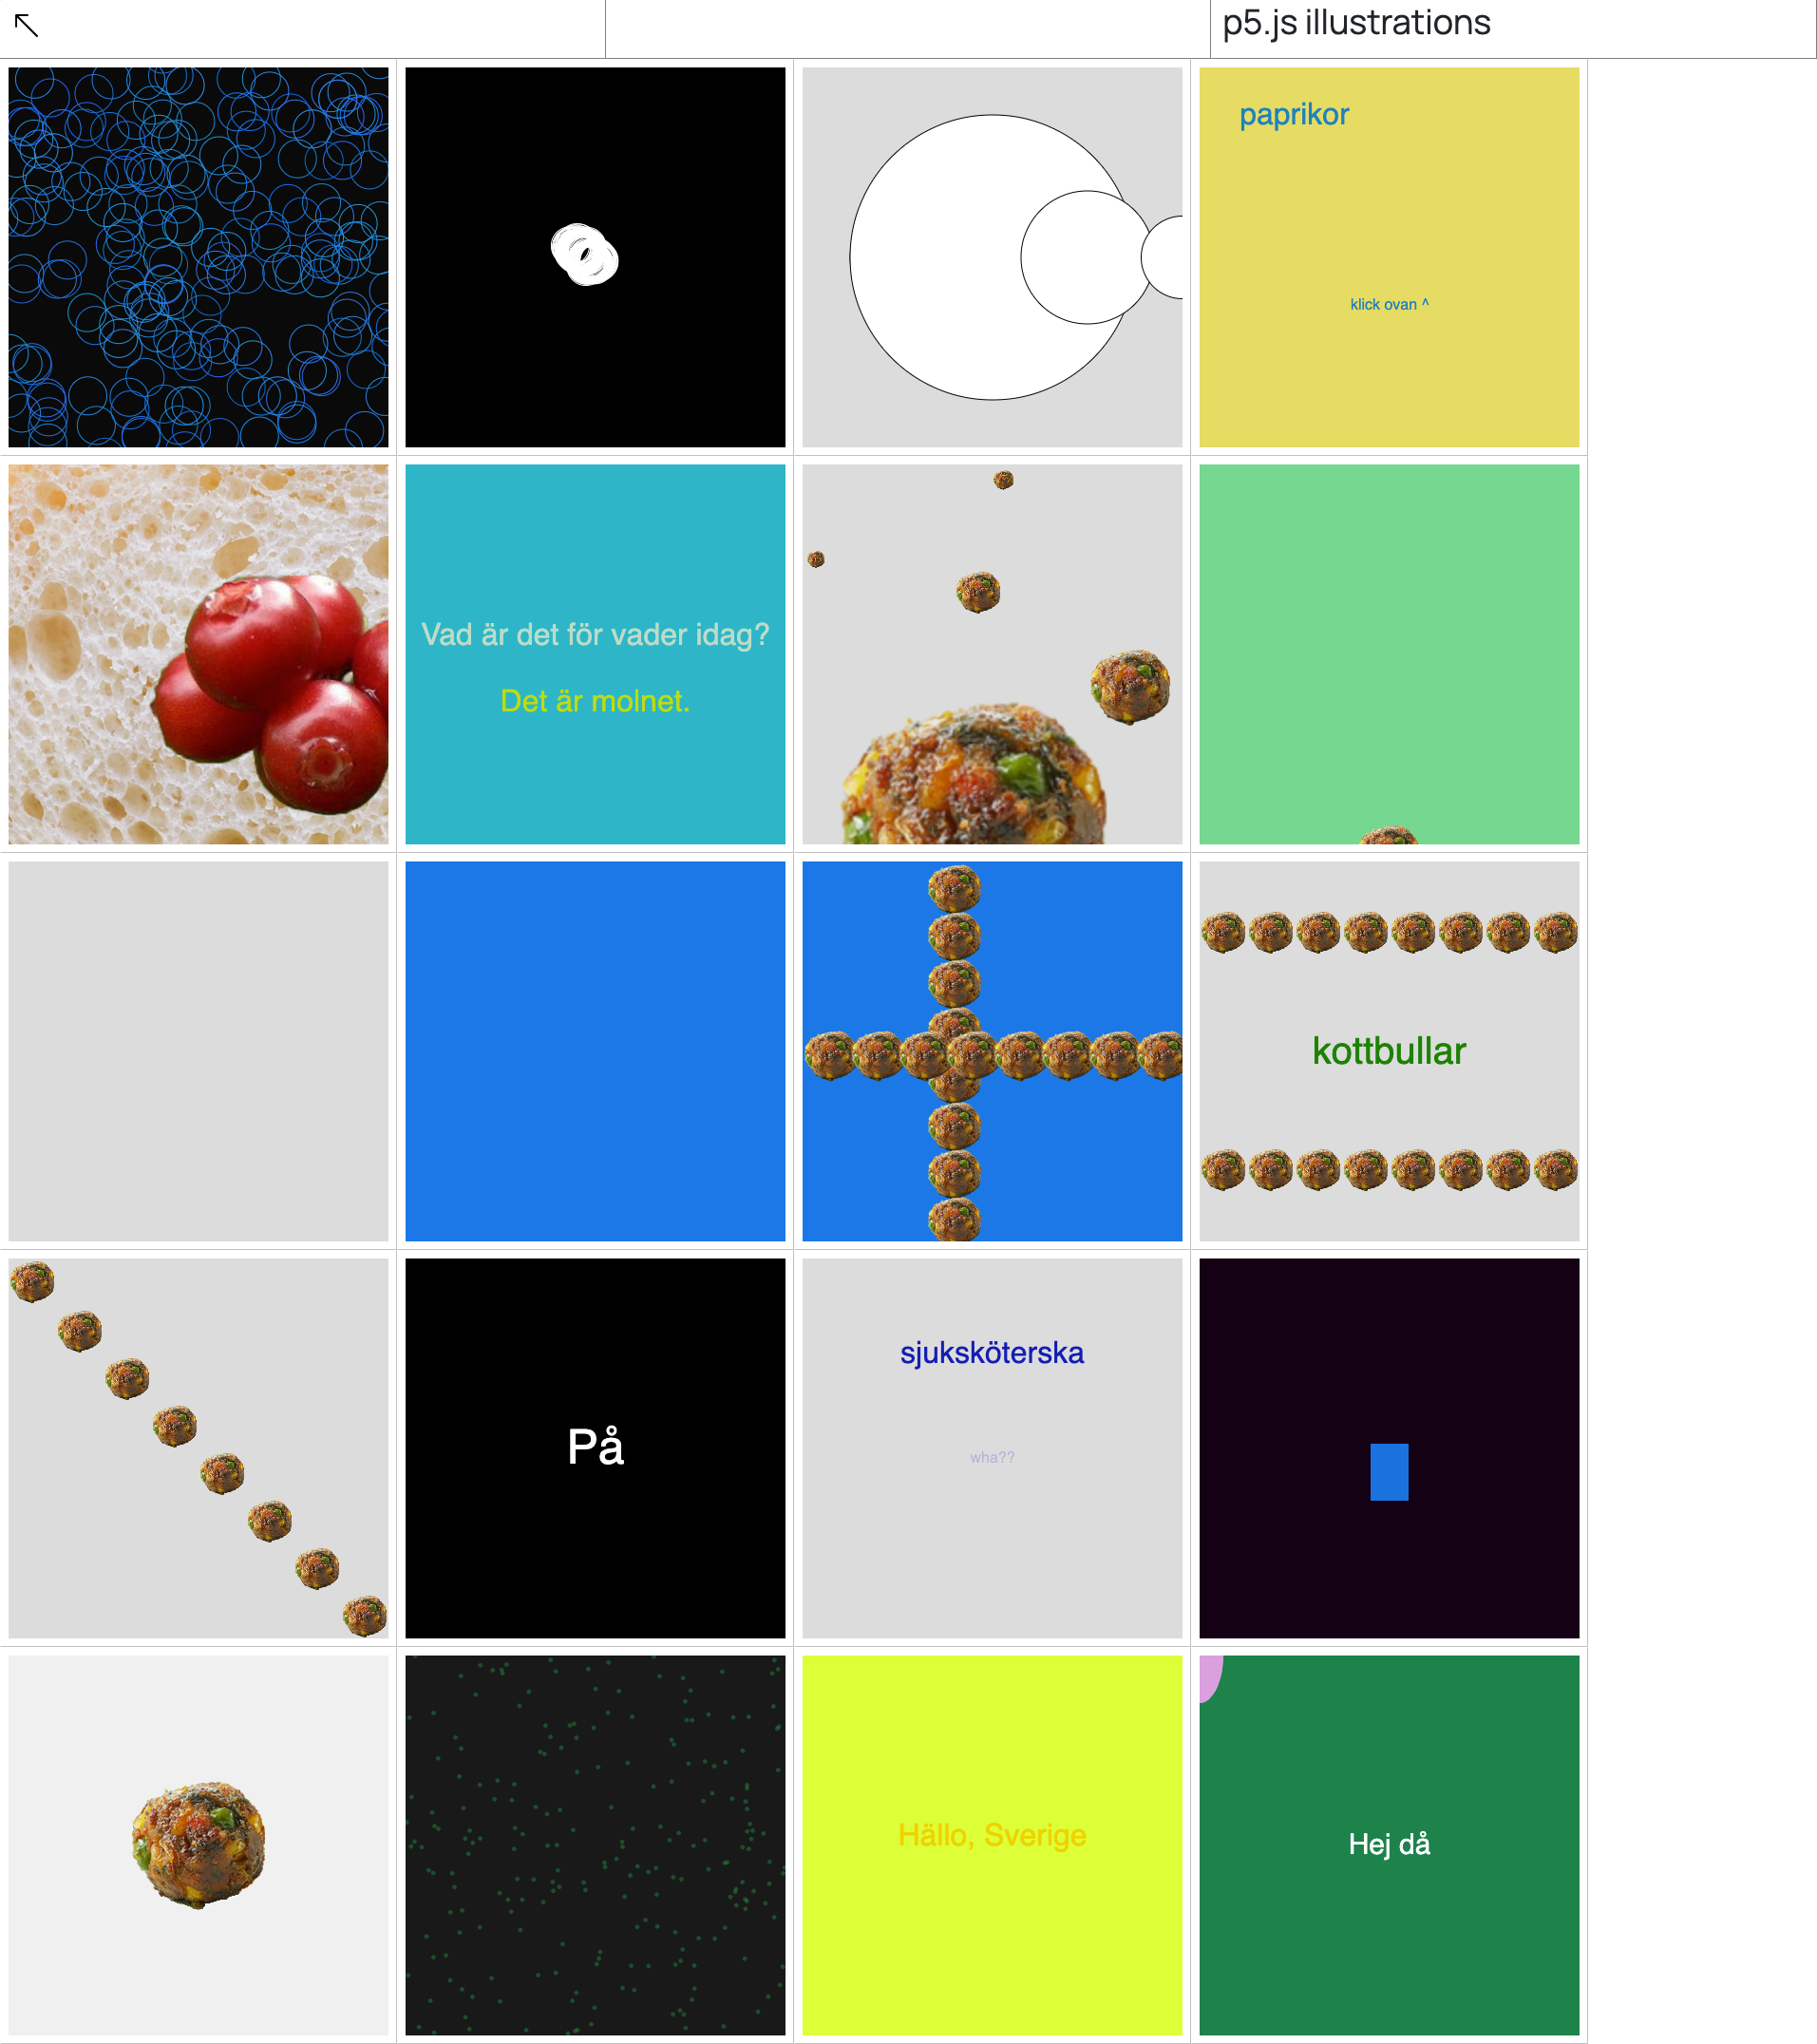 p5.js illustrations
paprikor
klick ovan ^
Vad är det för vader idag?
Det är molnet.
kottbullar
På
sjuksköterska
wha??
Hällo, Sverige
Hej då